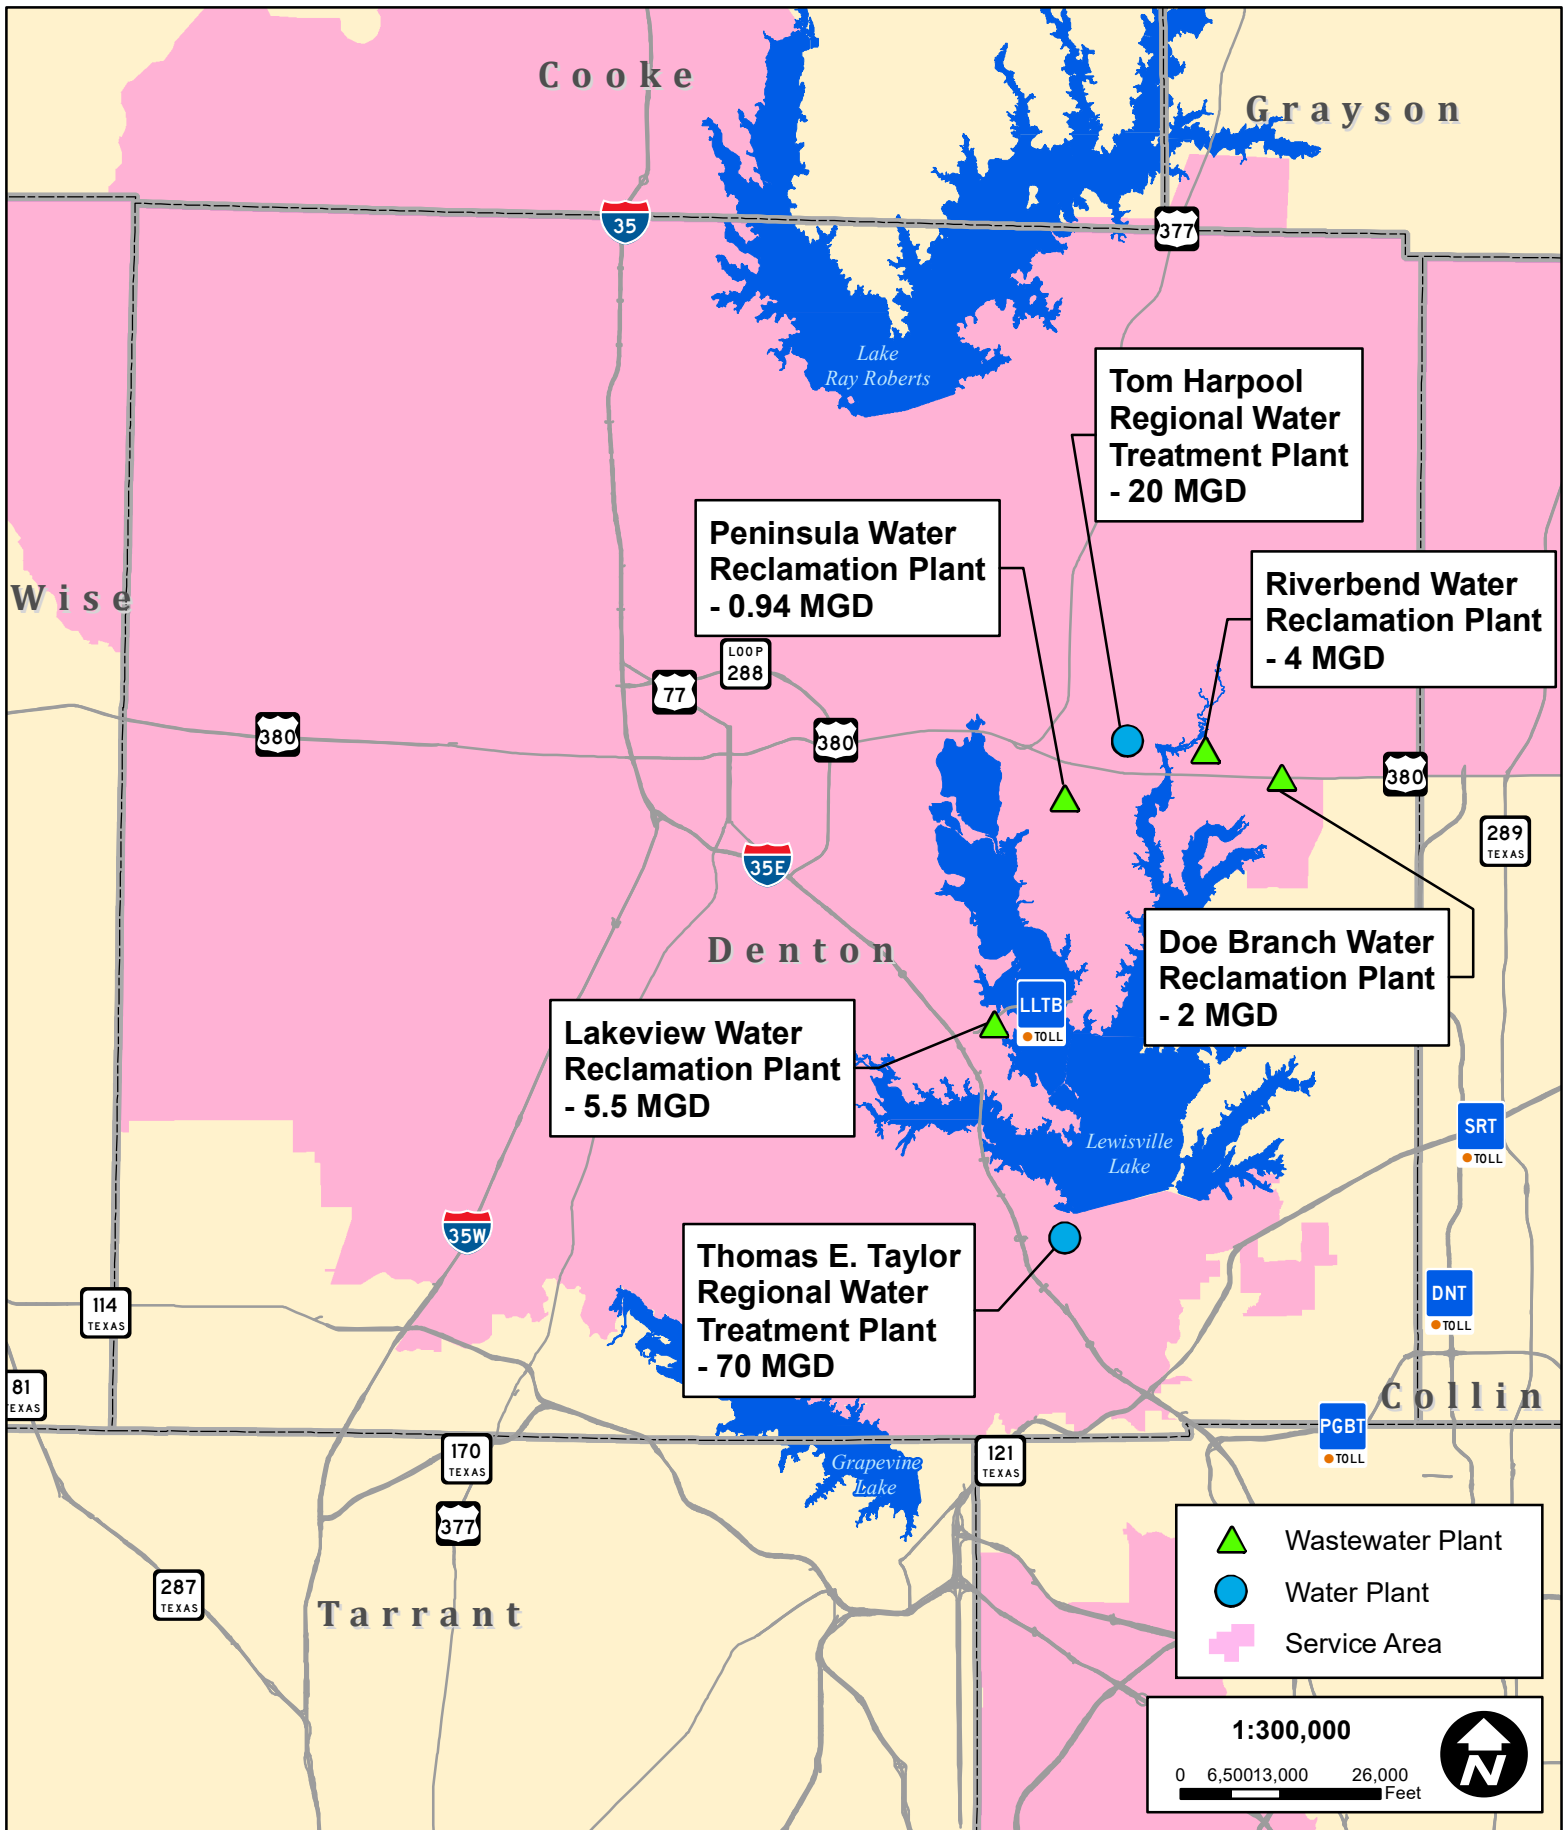 Cooke
Grayson
35
377
Lake
Ray Roberts
Tom Harpool
Regional Water
Treatment Plant
- 20 MGD
Peninsula Water
Reclamation Plant
- 0.94 MGD
Riverbend Water
Reclamation Plant
- 4 MGD
Wise
LOOP
288
77
380
380
380
289
TEXAS
35E
Denton
Doe Branch Water
Reclamation Plant
- 2 MGD
LLTB
TOLL
Lakeview Water
Reclamation Plant
- 5.5 MGD
Lewisville
Lake
SRT
TOLL
35W
Thomas E. Taylor
Regional Water
Treatment Plant
- 70 MGD
114
TEXAS
DNT
TOLL
81
EXAS
Collin
PGBT
TOLL
170
TEXAS
121
TEXAS
Grapevine
Lake
377
287
TEXAS
Tarrant
Wastewater Plant
Water Plant
Service Area
1:300,000
0 6,50013,000 26,000
Feet
N